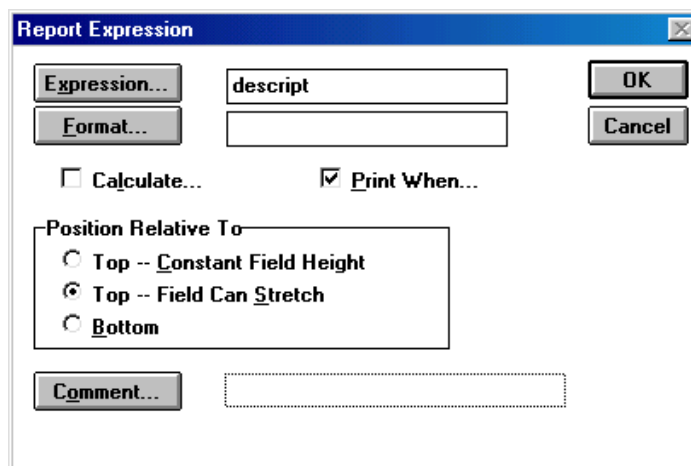 Report Expression
Expression... descript OK
Format... Cancel
Calculate... Print When...
Position Relative To
Top -- Constant Field Height
Top -- Field Can Stretch
Bottom
Comment...